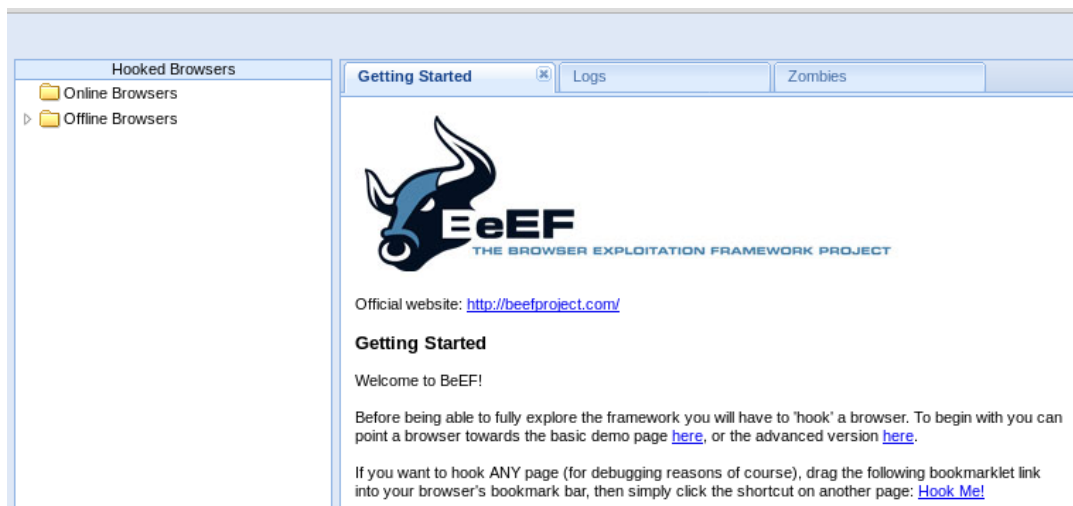 Hooked Browsers
Online Browsers
Offline Browsers
Getting Started
Logs
Zombies
BeEF
THE BROWSER EXPLOITATION FRAMEWORK PROJECT
Official website: http://beefproject.com/
Getting Started
Welcome to BeEF!
Before being able to fully explore the framework you will have to 'hook' a browser. To begin with you can
point a browser towards the basic demo page here, or the advanced version here.
If you want to hook ANY page (for debugging reasons of course), drag the following bookmarklet link
into your browser's bookmark bar, then simply click the shortcut on another page: Hook Me!